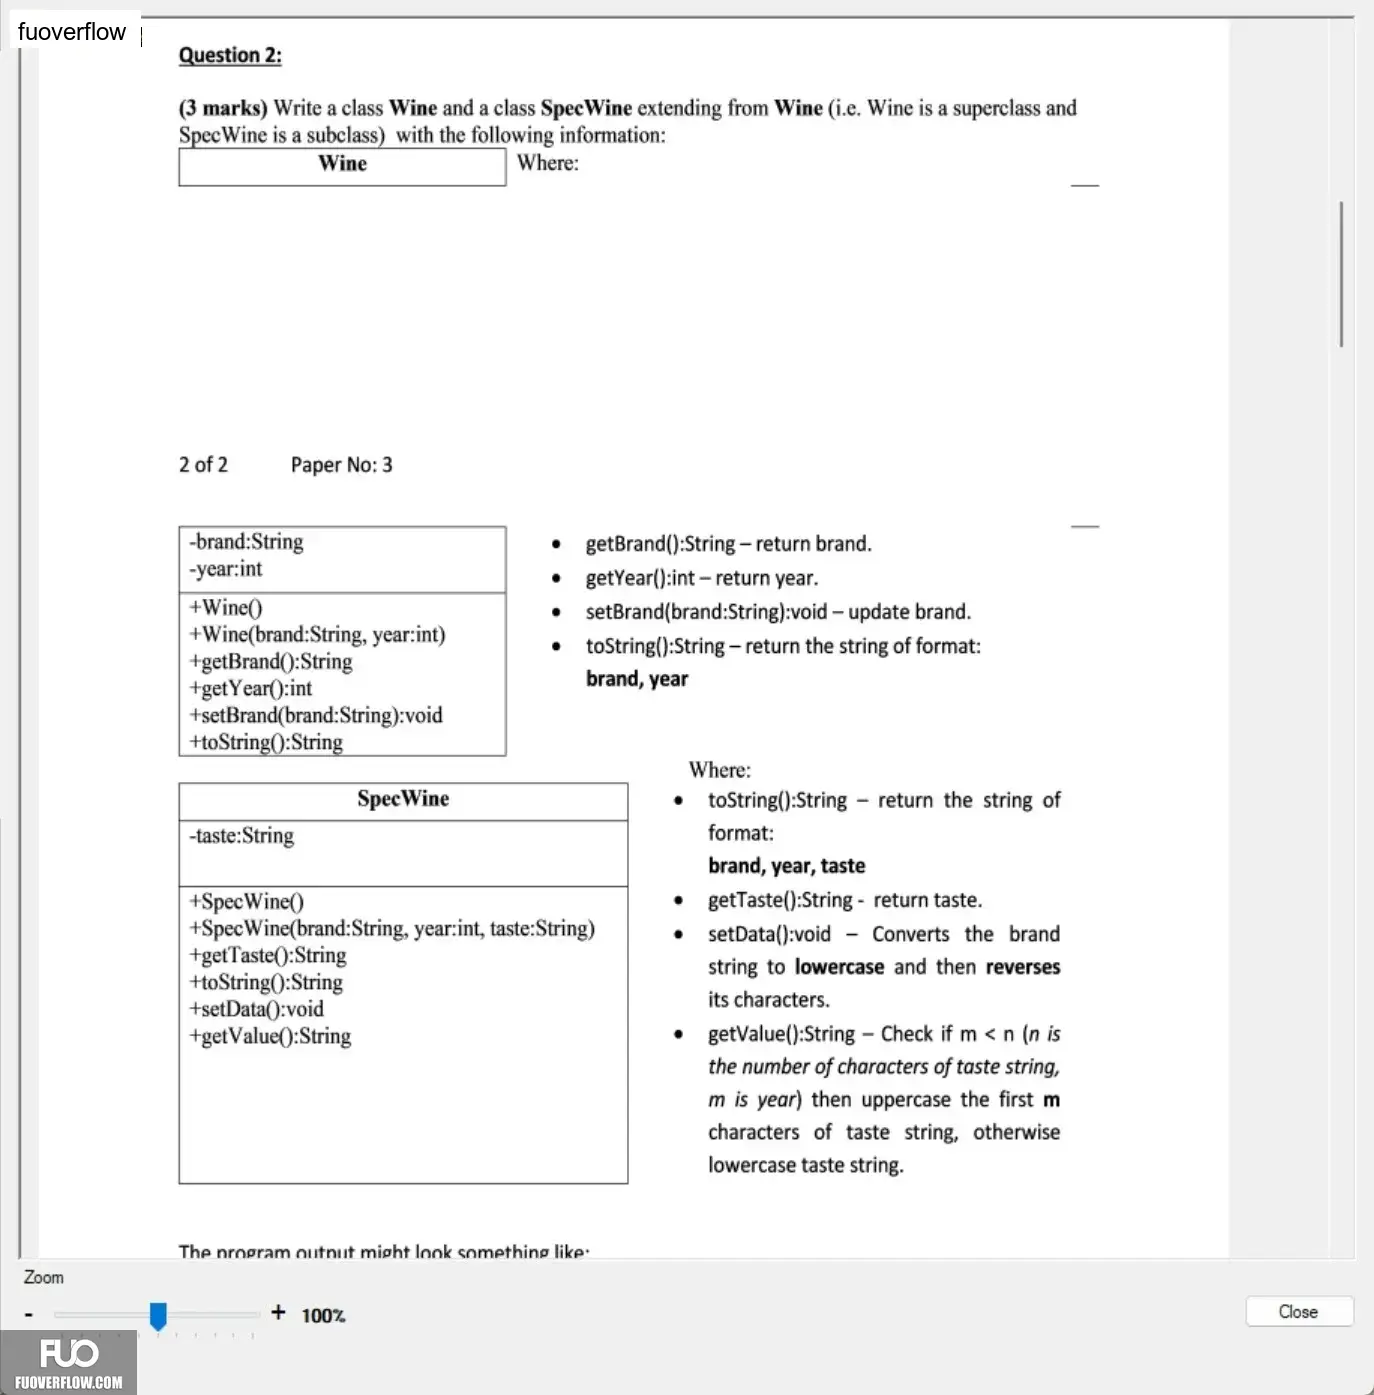 fuoverflow
Question 2:
(3 marks) Write a class Wine and a class SpecWine extending from Wine (i.e. Wine is a superclass and
SpecWine is a subclass) with the following information:
Wine
Where:
2 of 2 Paper No: 3
-brand:String
-year:int
+Wine()
+Wine(brand:String, year:int)
+getBrand():String
+getYear():int
+setBrand(brand:String):void
+toString():String
• getBrand():String – return brand.
• getYear():int – return year.
• setBrand(brand:String):void – update brand.
• toString():String – return the string of format:
brand, year
SpecWine
-taste:String
+SpecWine()
+SpecWine(brand:String, year:int, taste:String)
+getTaste():String
+toString():String
+setData():void
+getValue():String
Where:
• toString():String – return the string of
format:
brand, year, taste
• getTaste():String - return taste.
• setData():void – Converts the brand
string to lowercase and then reverses
its characters.
• getValue():String – Check if m < n (n is
the number of characters of taste string,
m is year) then uppercase the first m
characters of taste string, otherwise
lowercase taste string.
The program output might look something like:
Zoom
- + 100%
Close
FUO
FUOVERFLOW.COM